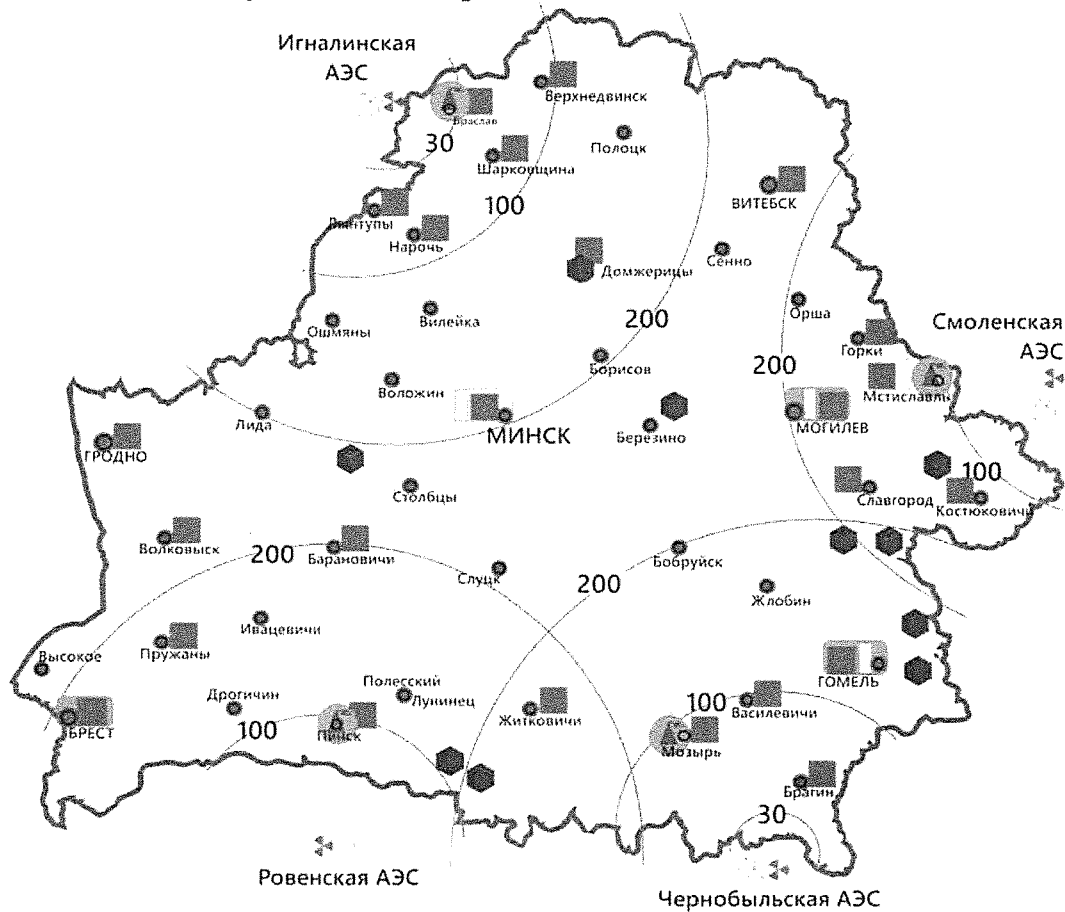 Игналинская
АЭС
Верхнедвинск
Браслав
30
Полоцк
Шарковщина
ВИТЕБСК
100
Лынтупы
Нарочь
Сенно
Домжерицы
Орша
Вилейка
Ошмяны
200
Смоленская
АЭС
Горки
Борисов
200
Воложин
Мстиславль
Лида
МИНСК
Березино
МОГИЛЕВ
ГРОДНО
100
Столбцы
Славгород
Костюковичи
Волковыск
200
Барановичи
Бобруйск
Слуцк
200
Жлобин
Ивацевичи
Высокое
Пружаны
ГОМЕЛЬ
Полесский
Дрогичин
Лунинец
100
Василевичи
БРЕСТ
100
Пинск
Житковичи
Мозырь
Брагин
30
Ровенская АЭС
Чернобыльская АЭС